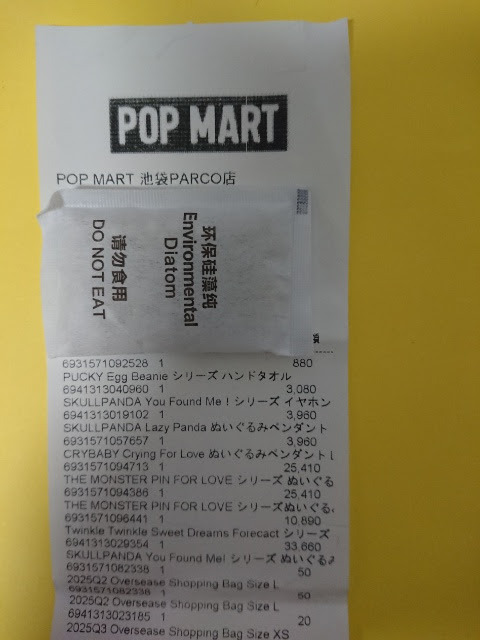 POP MART
POP MART 池袋PARCO店
环保硅藻纯
Environmental
Diatom
请勿食用
DO NOT EAT
6931571092528 1 880
PUCKY Egg Beanie シリーズ ハンドタオル
6941313040960 1 3,080
SKULLPANDA You Found Me！シリーズ イヤホン
6941313019102 1 3,960
SKULLPANDA Lazy Panda ぬいぐるみペンダント
6931571057657 1 3,960
CRYBABY Crying For Love ぬいぐるみペンダント
6931571094713 1 25,410
THE MONSTER PIN FOR LOVE シリーズ ぬいぐる
6931571094386 1 25,410
THE MONSTER PIN FOR LOVE シリーズぬいぐる
6931571096441 1 10,890
Twinkle Twinkle Sweet Dreams Forecact シリーズ
6941313029354 1 33,660
SKULLPANDA You Found Me! シリーズ ぬいぐる
6931571082338 1 50
2025Q2 Oversease Shopping Bag Size L
6931571082338 1 50
2025Q2 Oversease Shopping Bag Size L
6941313023185 1 20
2025Q3 Oversease Shopping Bag Size XS